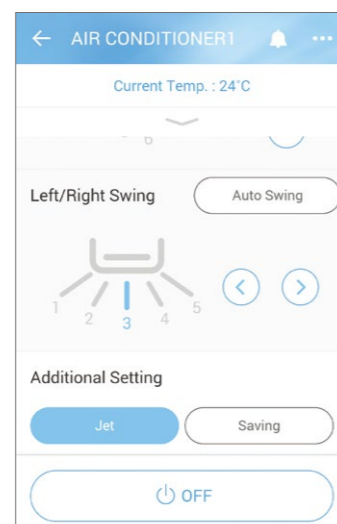 AIR CONDITIONER1
Current Temp. : 24°C
6
Left/Right Swing
Auto Swing
1 2 3 4 5
Additional Setting
Jet
Saving
OFF